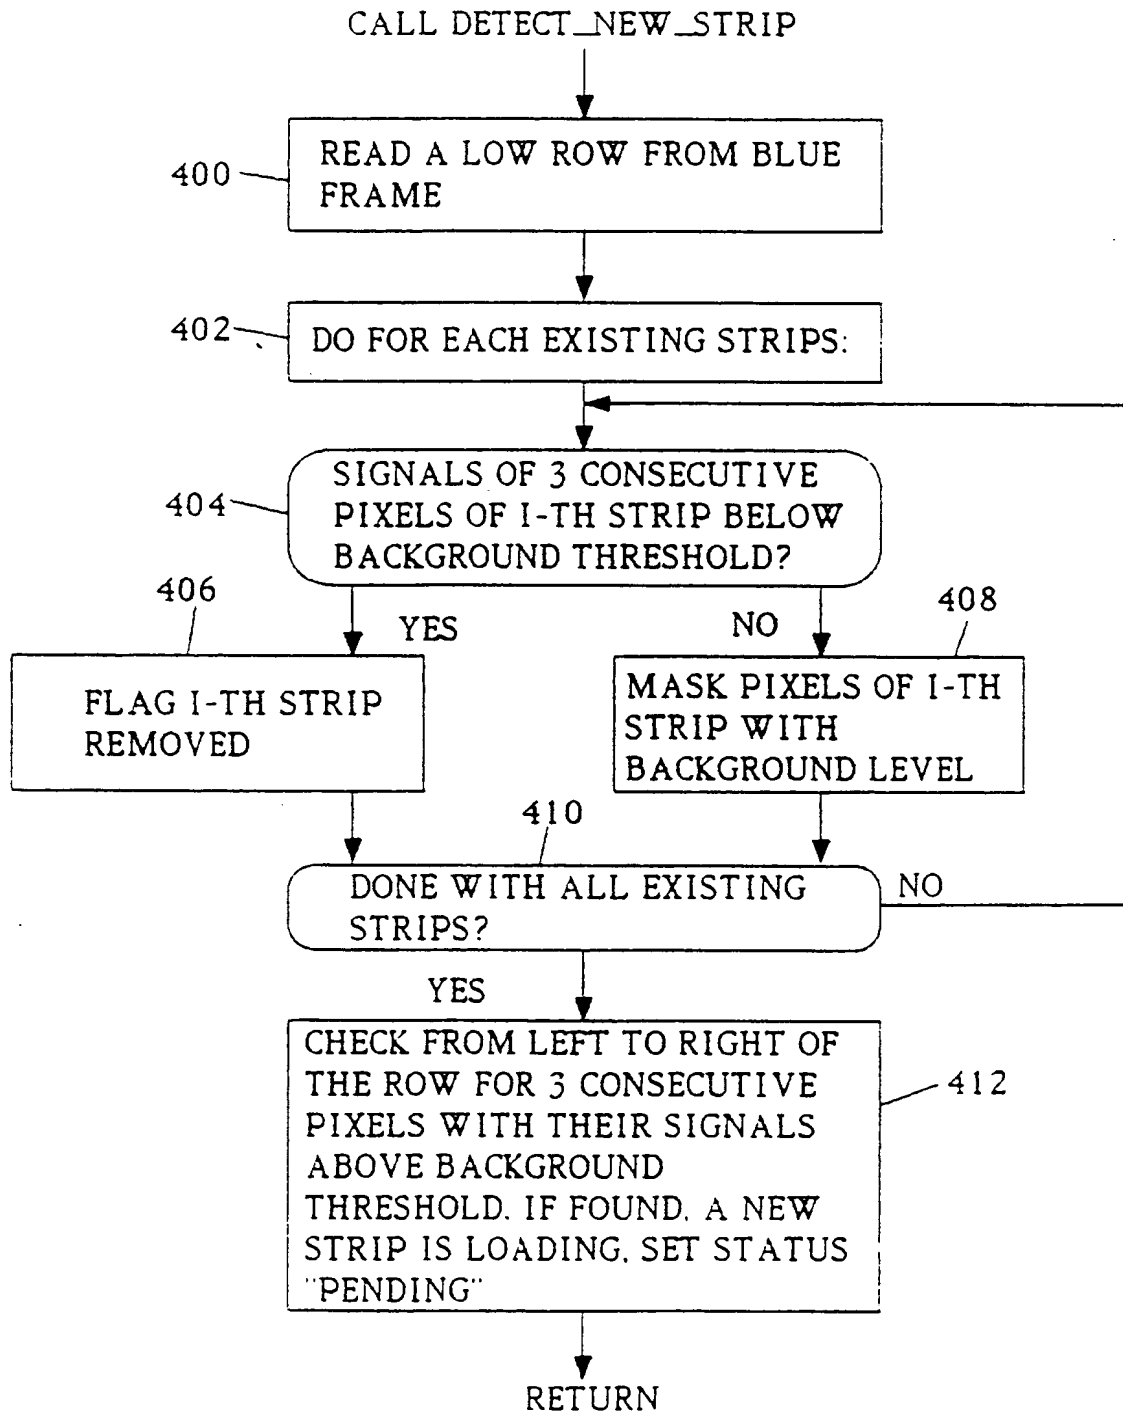 CALL DETECT_NEW_STRIP
READ A LOW ROW FROM BLUE
FRAME
400
402
DO FOR EACH EXISTING STRIPS:
SIGNALS OF 3 CONSECUTIVE
PIXELS OF I-TH STRIP BELOW
BACKGROUND THRESHOLD?
404
406
YES
NO
408
FLAG I-TH STRIP
REMOVED
MASK PIXELS OF I-TH
STRIP WITH
BACKGROUND LEVEL
410
DONE WITH ALL EXISTING
STRIPS?
NO
YES
CHECK FROM LEFT TO RIGHT OF
THE ROW FOR 3 CONSECUTIVE
PIXELS WITH THEIR SIGNALS
ABOVE BACKGROUND
THRESHOLD. IF FOUND, A NEW
STRIP IS LOADING, SET STATUS
"PENDING"
412
RETURN